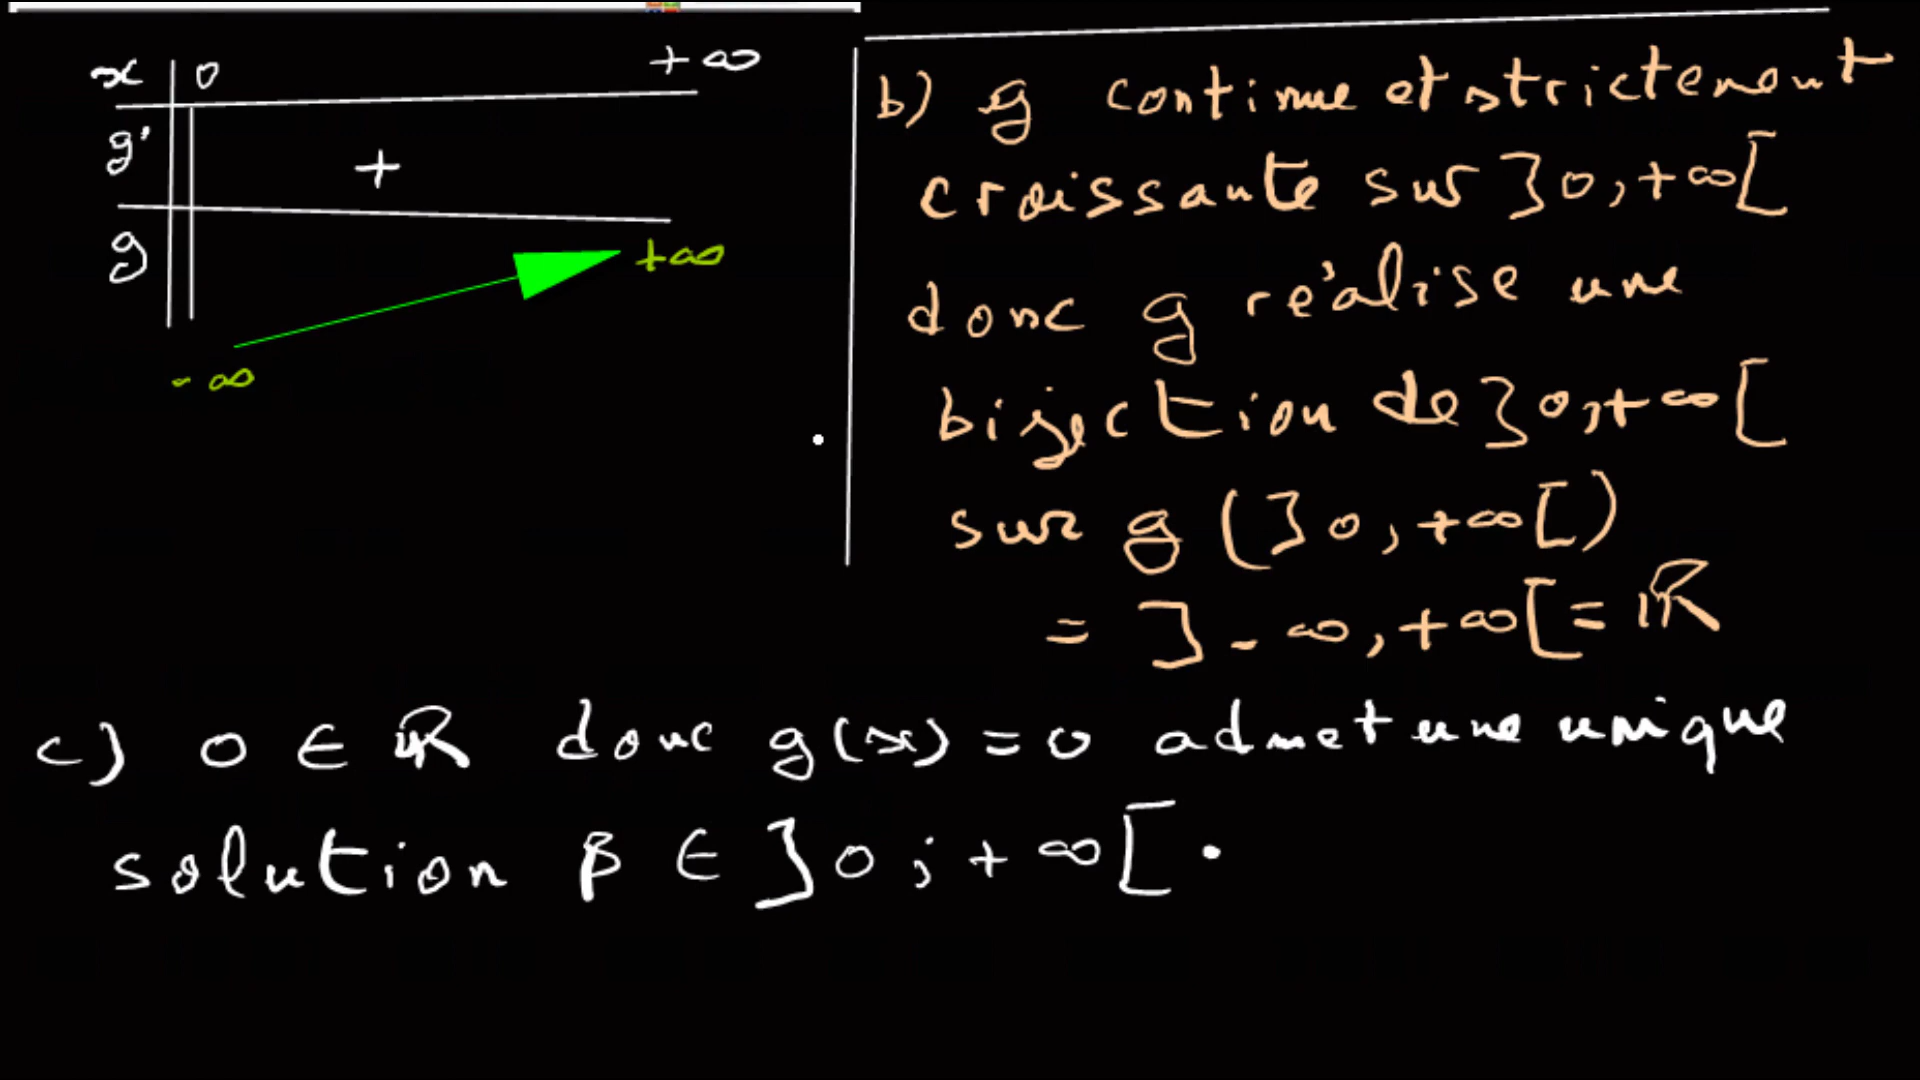 x 0 +∞
g' +
g -∞ +∞
b) g continue et strictement
croissante sur ]0,+∞[
donc g réalise une
bijection de ]0,+∞[
sur g (]0,+∞[)
= ]-∞,+∞[ = ℝ
c) 0 ∈ ℝ donc g(x) = 0 admet une unique
solution β ∈ ]0;+∞[.